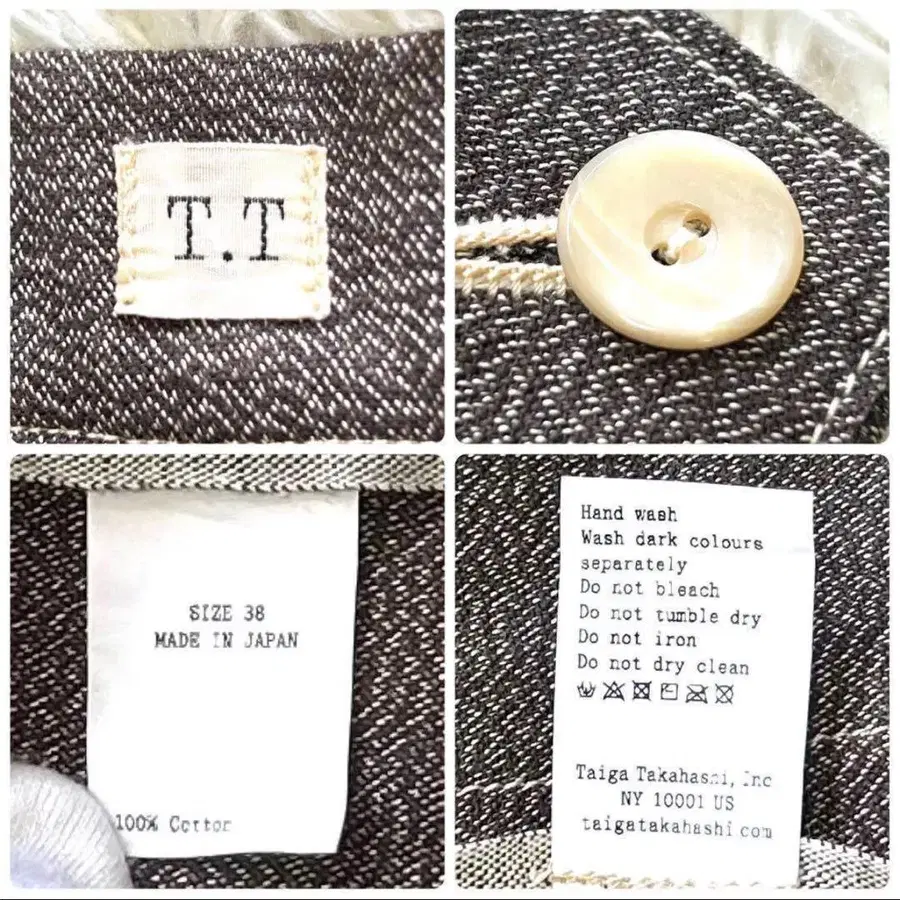 T.T
SIZE 38
MADE IN JAPAN
100% Cotton
Hand wash
Wash dark colours
separately
Do not bleach
Do not tumble dry
Do not iron
Do not dry clean
Taiga Takahashi, Inc
NY 10001 US
taigatakahashi.com